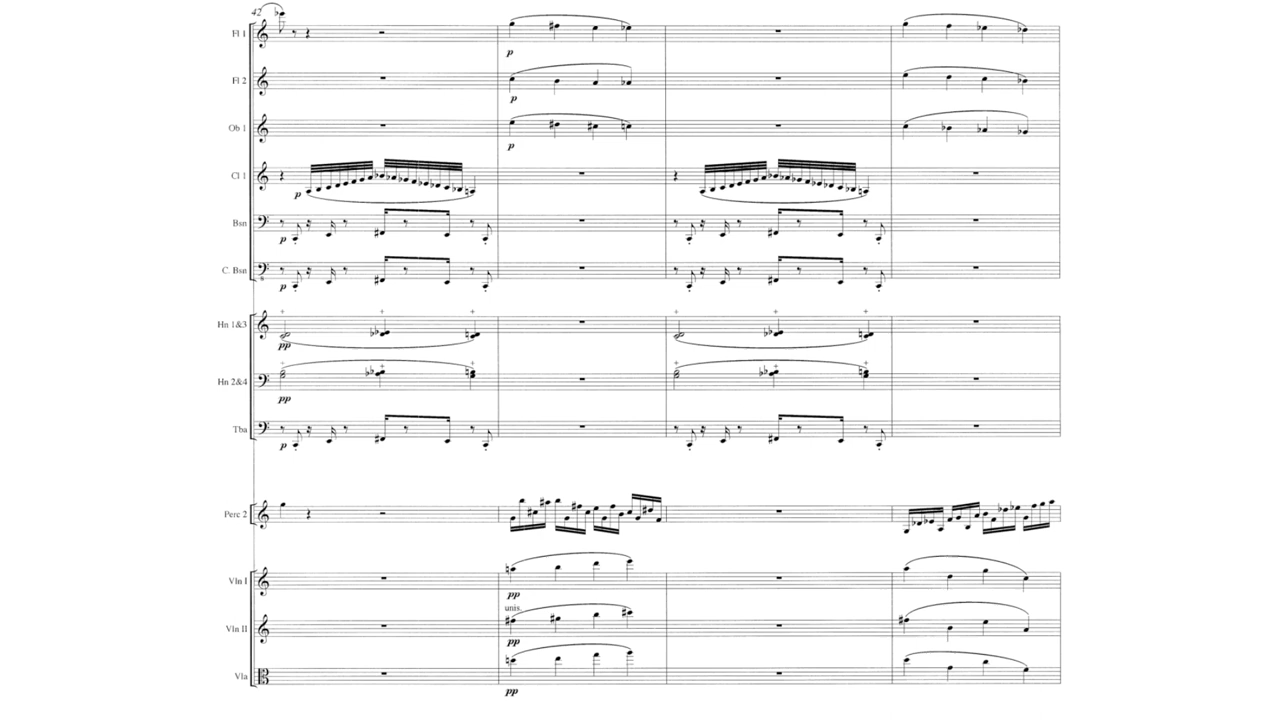 42
Fl 1
p
Fl 2
p
Ob 1
p
Cl 1
p
Bsn
p
C. Bsn
p
Hn 1&3
pp
Hn 2&4
pp
Tba
p
Perc 2
Vln I
pp
unis.
Vln II
pp
Vla
pp